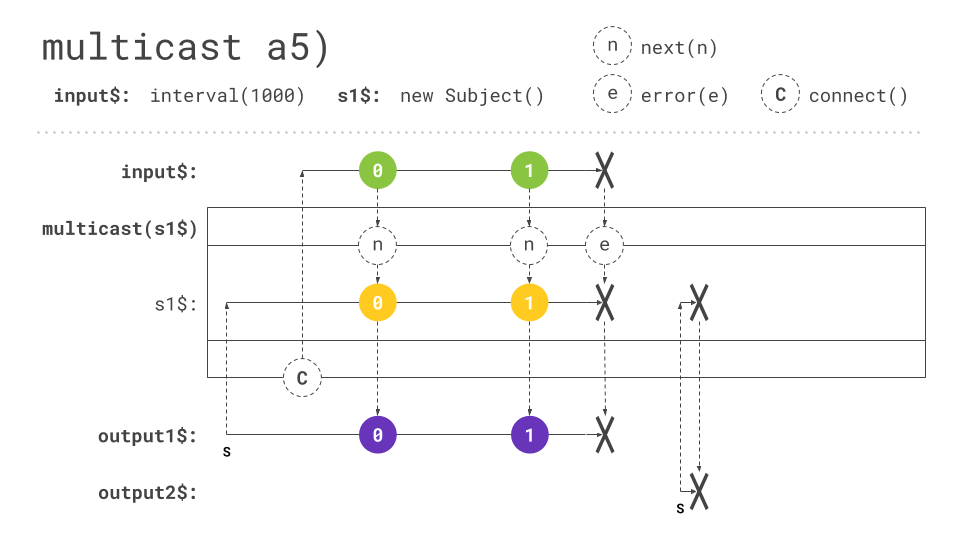 multicast a5)
n next(n)
input$: interval(1000) s1$: new Subject()
e error(e) C connect()
input$: 0 1 X
multicast(s1$)
n n e
s1$: 0 1 X X
C
output1$: 0 1 X
s
output2$: X
s